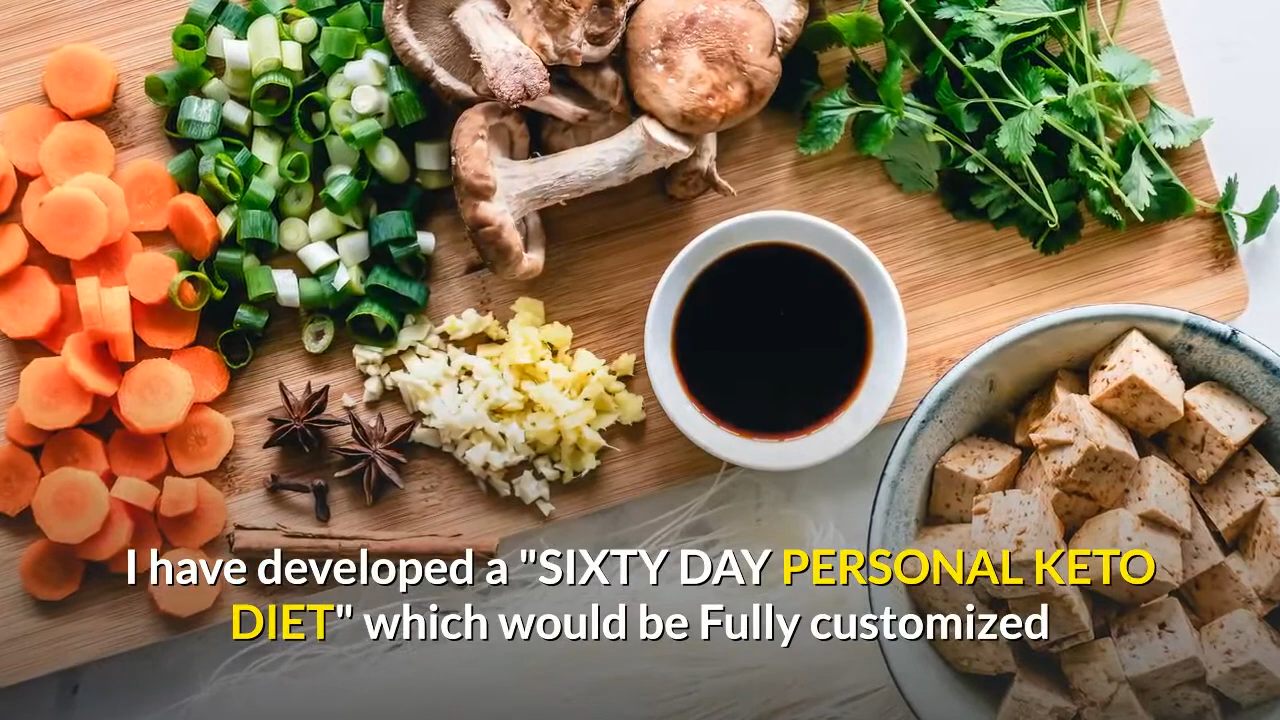 I have developed a "SIXTY DAY PERSONAL KETO
DIET" which would be Fully customized